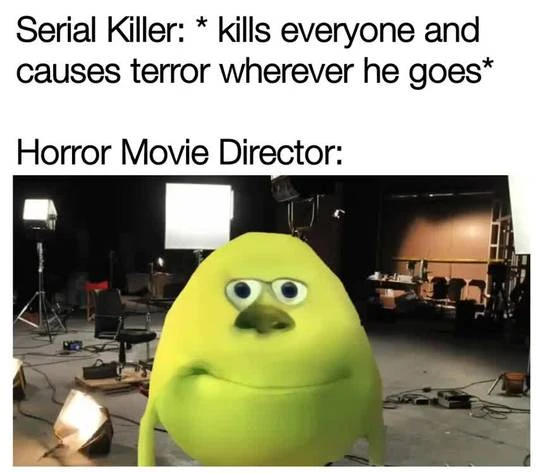 Serial Killer: * kills everyone and
causes terror wherever he goes*
Horror Movie Director: